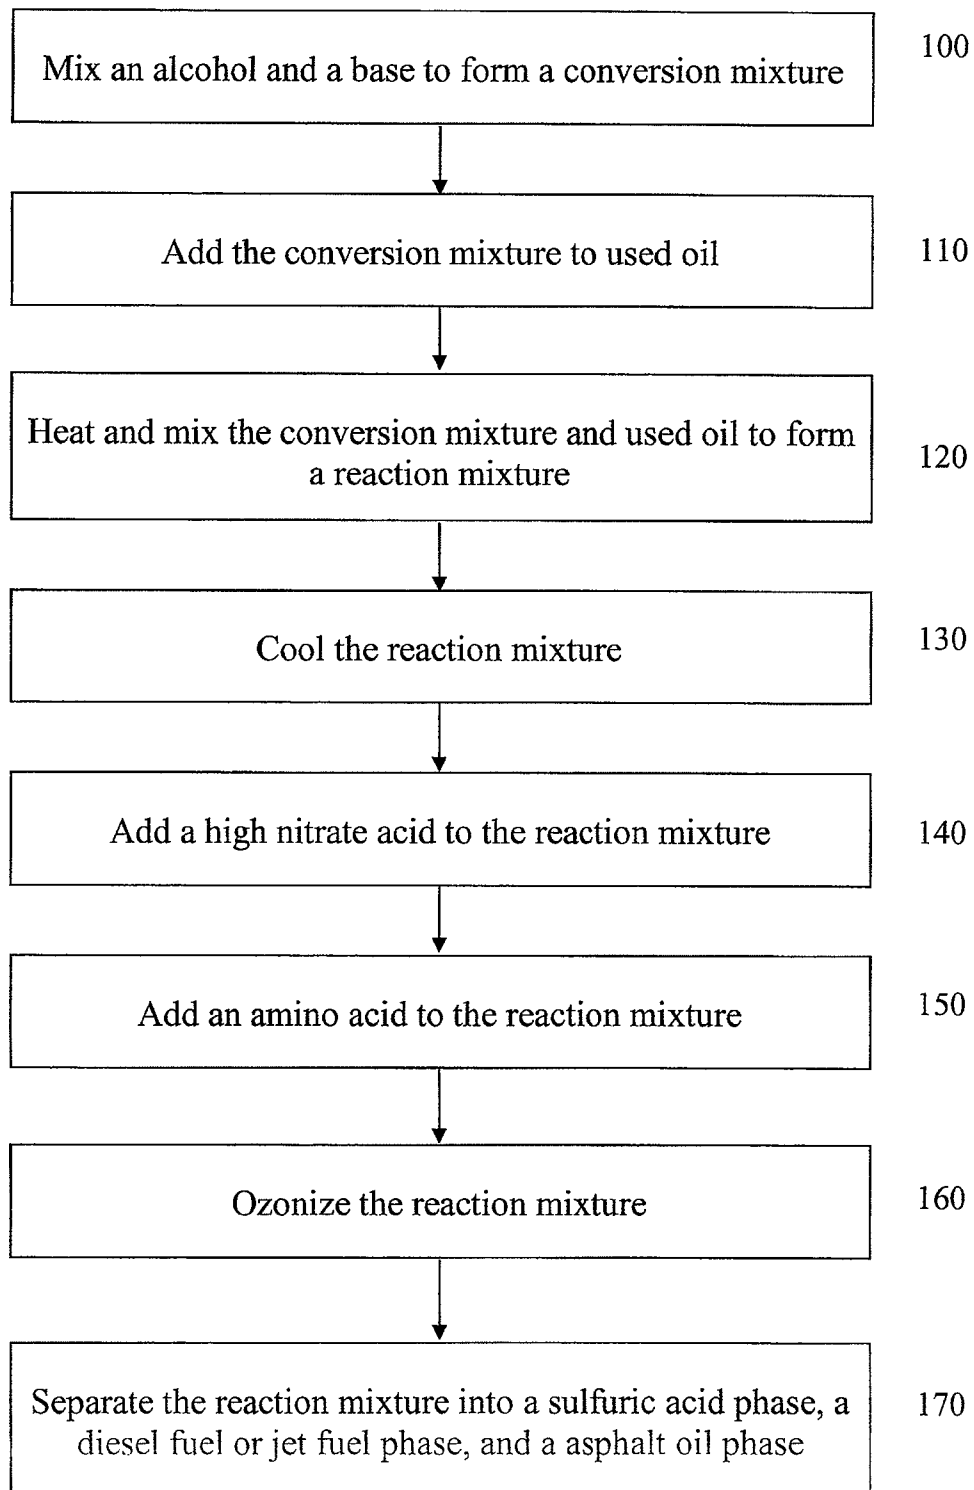 Mix an alcohol and a base to form a conversion mixture
100
Add the conversion mixture to used oil
110
Heat and mix the conversion mixture and used oil to form
a reaction mixture
120
Cool the reaction mixture
130
Add a high nitrate acid to the reaction mixture
140
Add an amino acid to the reaction mixture
150
Ozonize the reaction mixture
160
Separate the reaction mixture into a sulfuric acid phase, a
diesel fuel or jet fuel phase, and a asphalt oil phase
170